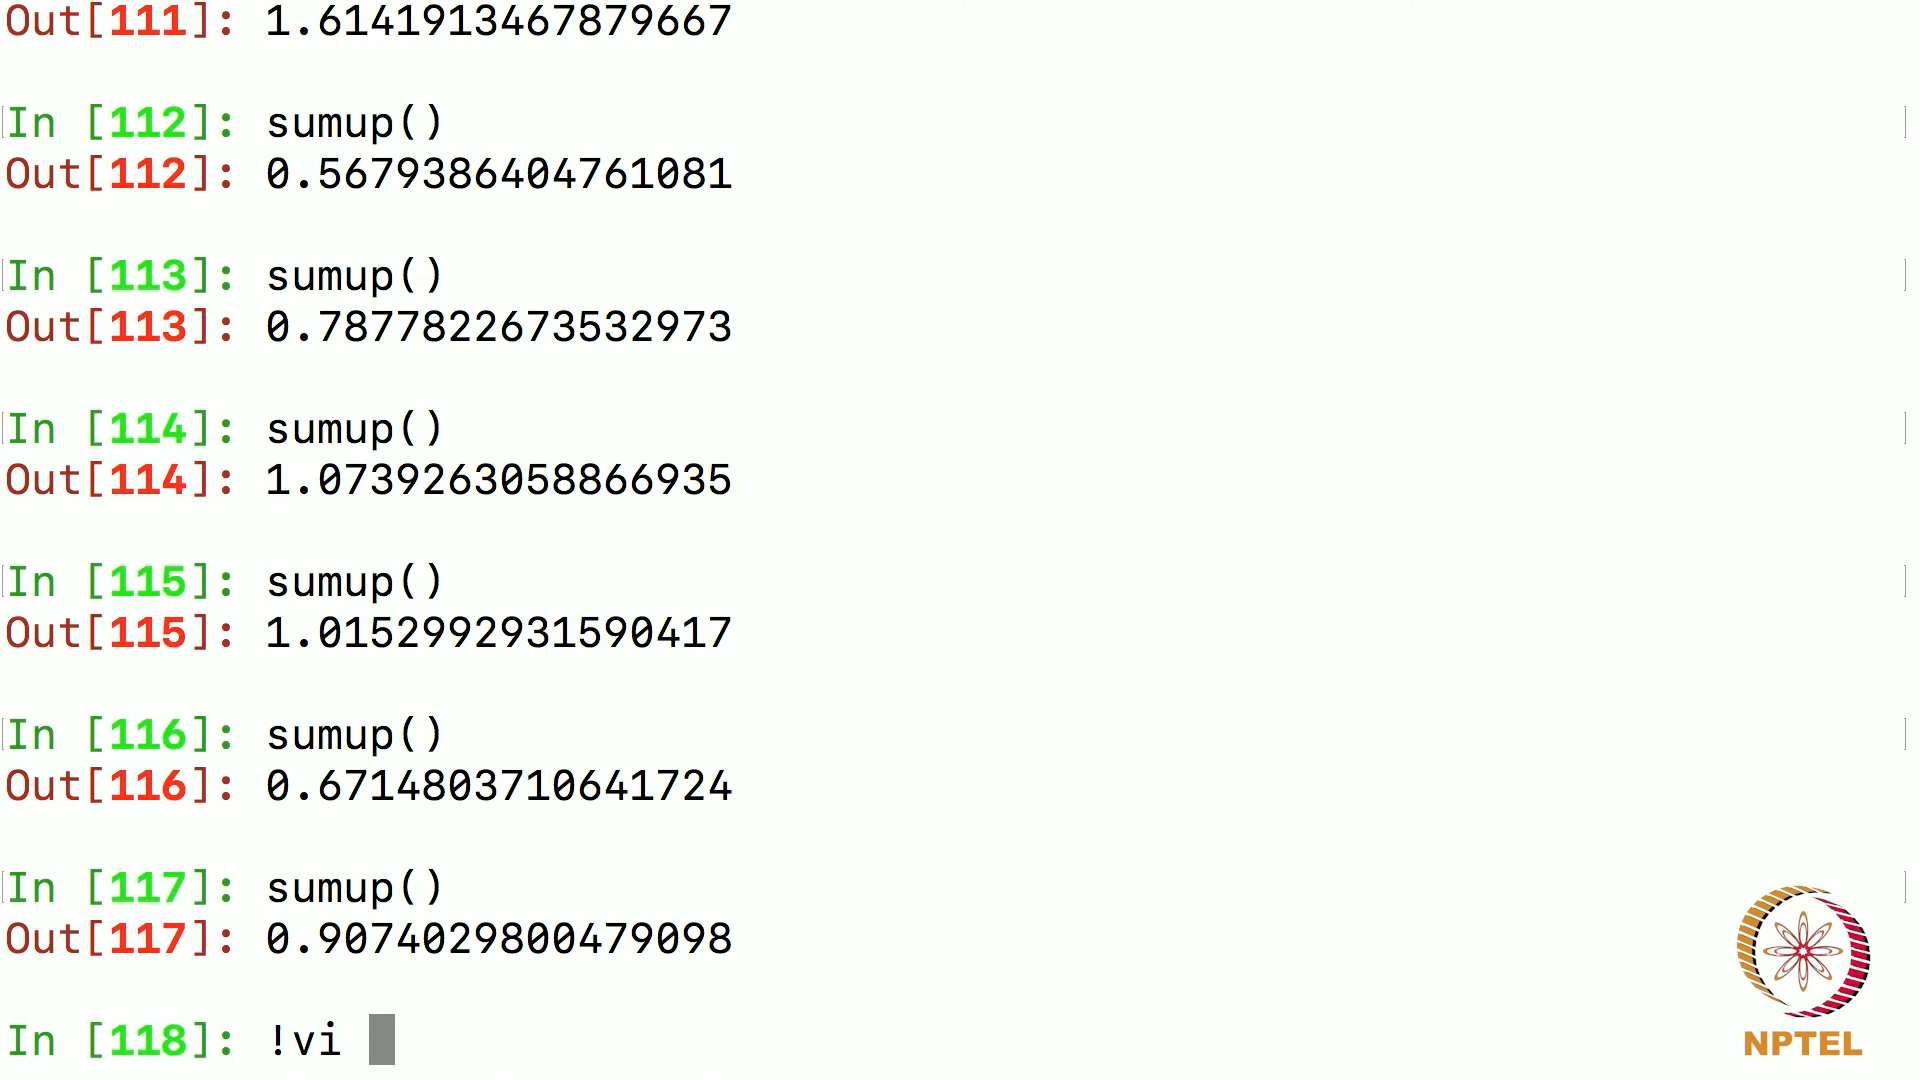 Out[111]: 1.6141913467879667
In [112]: sumup()
Out[112]: 0.5679386404761081
In [113]: sumup()
Out[113]: 0.7877822673532973
In [114]: sumup()
Out[114]: 1.0739263058866935
In [115]: sumup()
Out[115]: 1.0152992931590417
In [116]: sumup()
Out[116]: 0.6714803710641724
In [117]: sumup()
Out[117]: 0.9074029800479098
In [118]: !vi
NPTEL